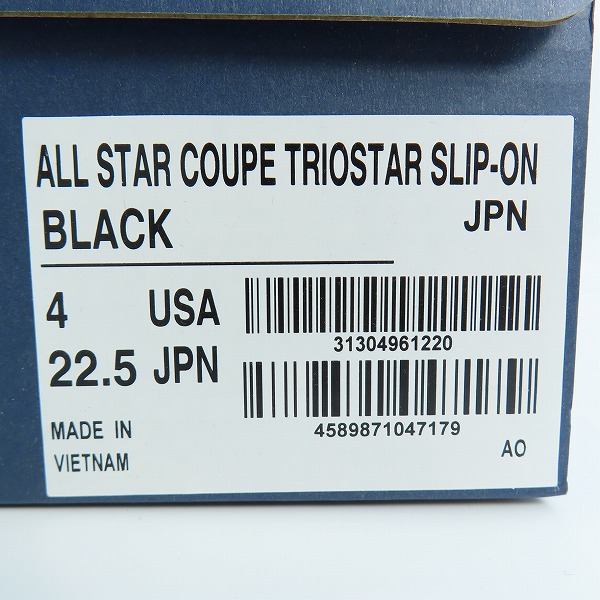 ALL STAR COUPE TRIOSTAR SLIP-ON
BLACK JPN
4 USA
31304961220
22.5 JPN
4589871047179
MADE IN
VIETNAM
AO